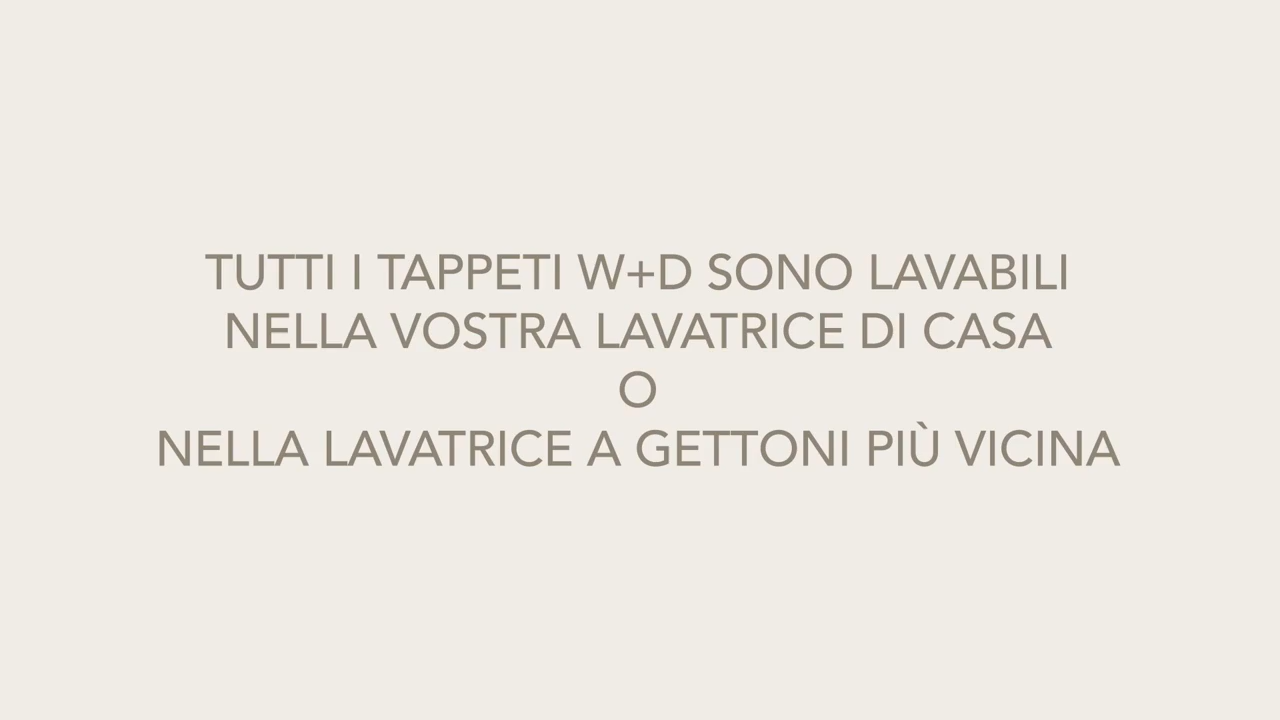 TUTTI I TAPPETI W+D SONO LAVABILI
NELLA VOSTRA LAVATRICE DI CASA
O
NELLA LAVATRICE A GETTONI PIÙ VICINA